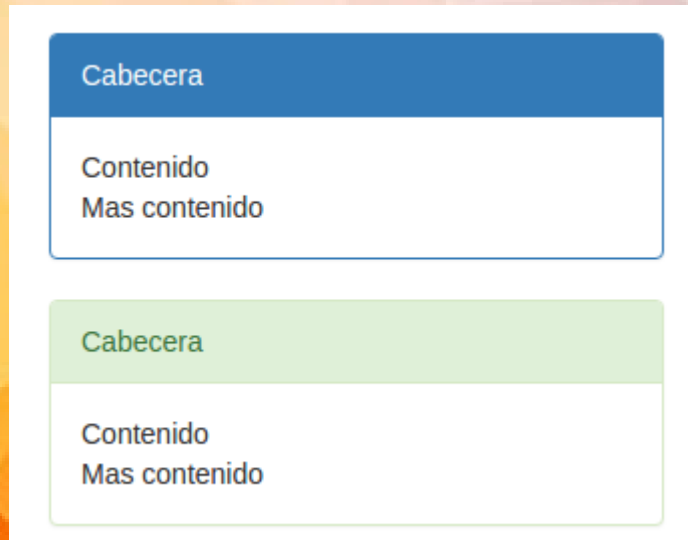 Cabecera
Contenido
Mas contenido
Cabecera
Contenido
Mas contenido